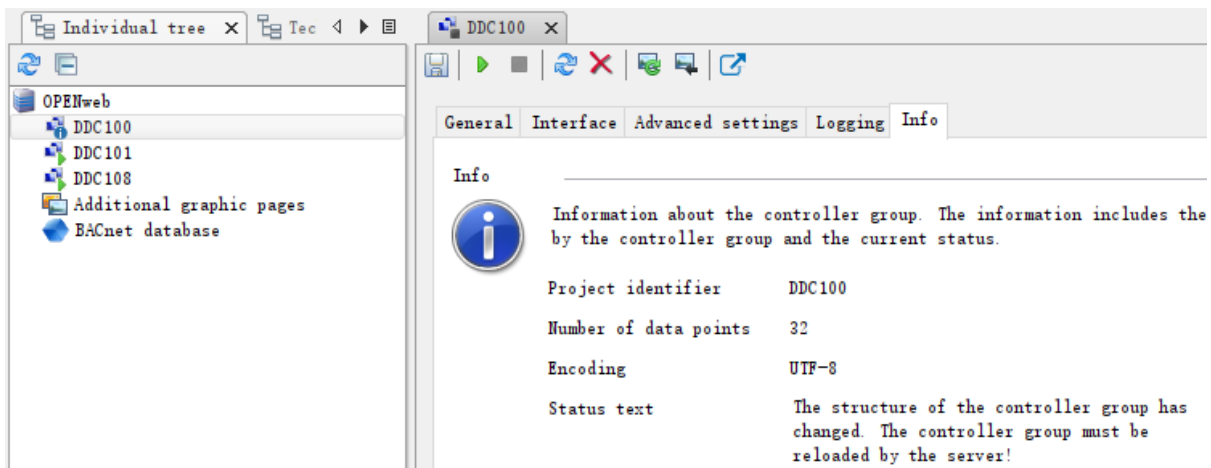 Individual tree
Tec
DDC100
OPENweb
DDC100
DDC101
DDC108
Additional graphic pages
BACnet database
General Interface Advanced settings Logging Info
Info
Information about the controller group. The information includes the
by the controller group and the current status.
Project identifier DDC100
Number of data points 32
Encoding UTF-8
Status text The structure of the controller group has
changed. The controller group must be
reloaded by the server!